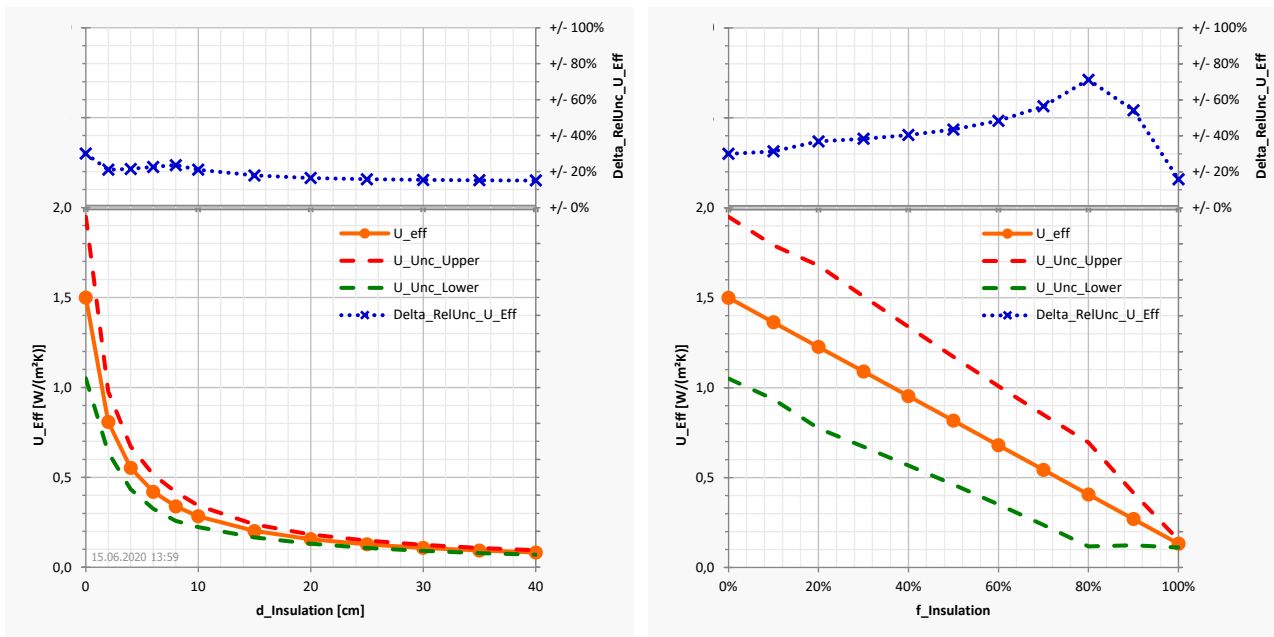 +/- 100%
+/- 80%
+/- 60%
+/- 40%
+/- 20%
+/- 0%
Delta_RelUnc_U_Eff
2,0
1,5
1,0
0,5
0,0
U_Eff [W/(m²K)]
U_eff
U_Unc_Upper
U_Unc_Lower
Delta_RelUnc_U_Eff
15.06.2020 13:59
0
10
20
30
40
d_Insulation [cm]
+/- 100%
+/- 80%
+/- 60%
+/- 40%
+/- 20%
+/- 0%
Delta_RelUnc_U_Eff
2,0
1,5
1,0
0,5
0,0
U_Eff [W/(m²K)]
U_eff
U_Unc_Upper
U_Unc_Lower
Delta_RelUnc_U_Eff
0%
20%
40%
60%
80%
100%
f_Insulation